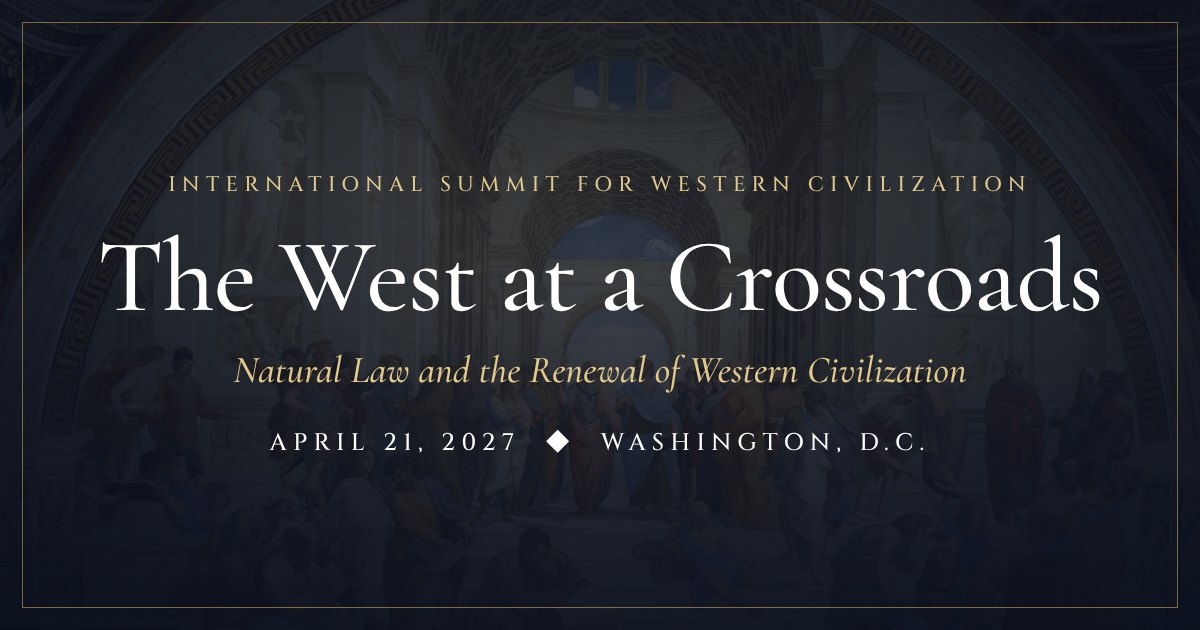 INTERNATIONAL SUMMIT FOR WESTERN CIVILIZATION
The West at a Crossroads
Natural Law and the Renewal of Western Civilization
APRIL 21, 2027 ◆ WASHINGTON, D.C.